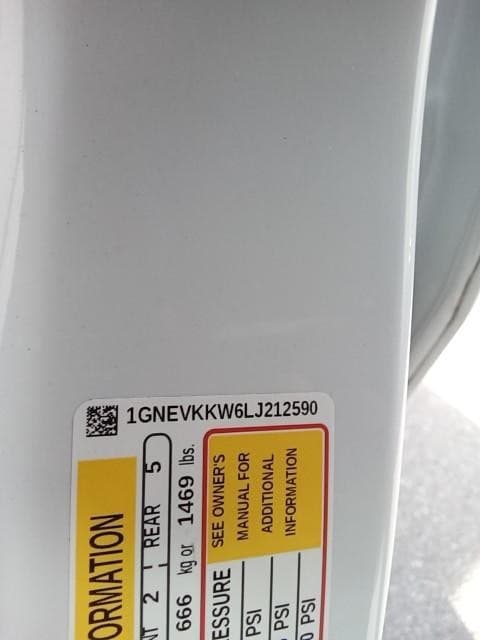 1GNEVKKW6LJ212590
ORMATION
NT 2 REAR 5
666 kg or 1469 lbs.
ESSURE
SEE OWNER'S
MANUAL FOR
ADDITIONAL
INFORMATION
PSI
PSI
0 PSI